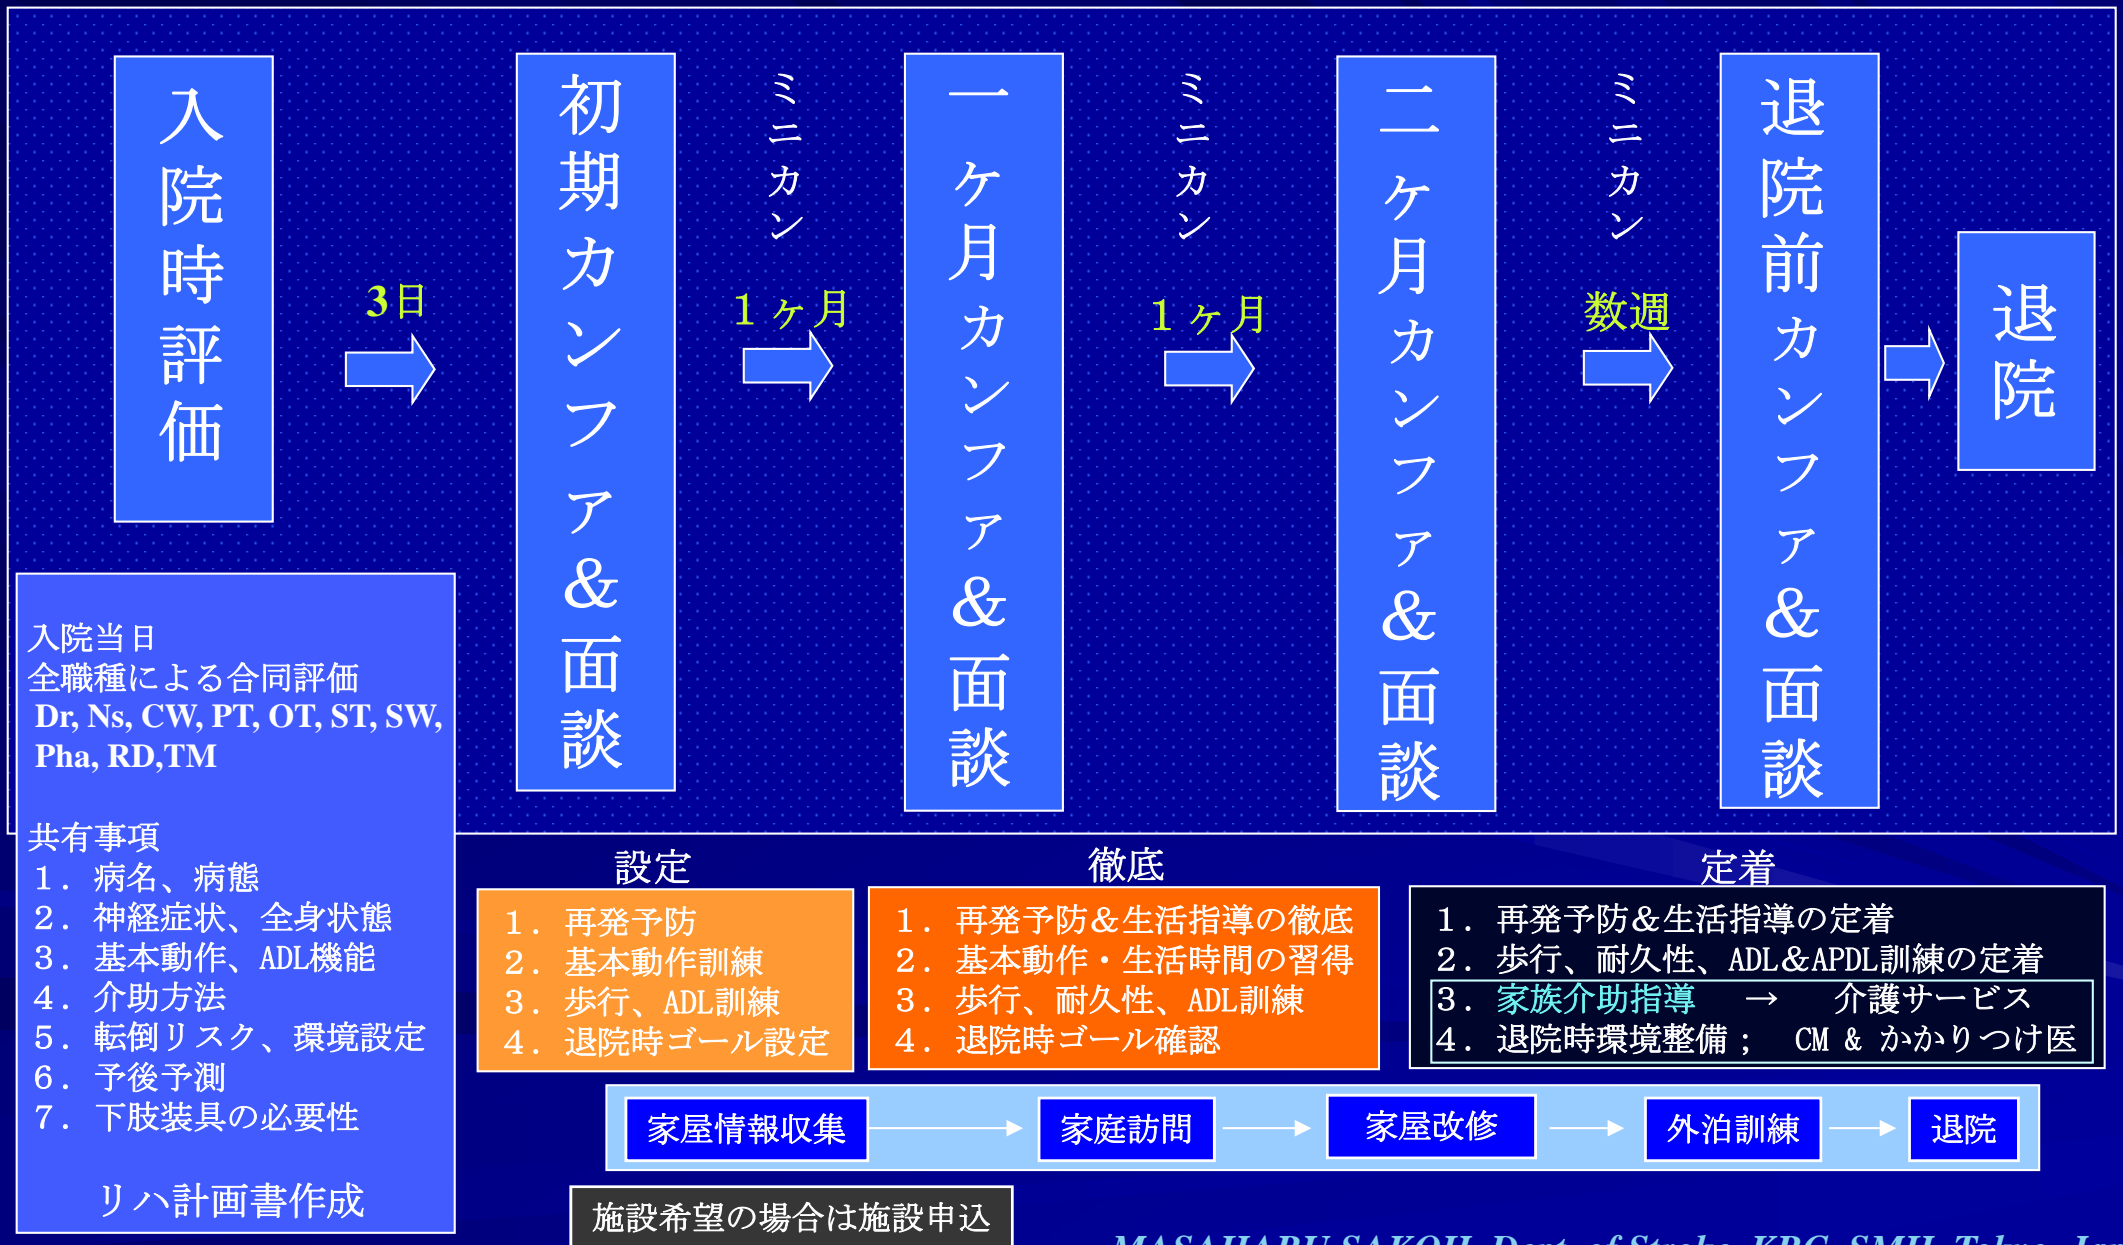 入院時評価
3日
初期カンファ＆面談
ミニカン
１ヶ月
一ヶ月カンファ＆面談
ミニカン
１ヶ月
二ヶ月カンファ＆面談
ミニカン
数週
退院前カンファ＆面談
退院
入院当日
全職種による合同評価
Dr, Ns, CW, PT, OT, ST, SW,
Pha, RD,TM
共有事項
１．病名、病態
２．神経症状、全身状態
３．基本動作、ADL機能
４．介助方法
５．転倒リスク、環境設定
６．予後予測
７．下肢装具の必要性
リハ計画書作成
設定
１．再発予防
２．基本動作訓練
３．歩行、ADL訓練
４．退院時ゴール設定
徹底
１．再発予防＆生活指導の徹底
２．基本動作・生活時間の習得
３．歩行、耐久性、ADL訓練
４．退院時ゴール確認
定着
１．再発予防＆生活指導の定着
２．歩行、耐久性、ADL＆APDL訓練の定着
３．家族介助指導　→　介護サービス
４．退院時環境整備；　CM & かかりつけ医
家屋情報収集
家庭訪問
家屋改修
外泊訓練
退院
施設希望の場合は施設申込
MASAHARU SAKOH, Dept. of Stroke, KRC, SMH, Tokyo,